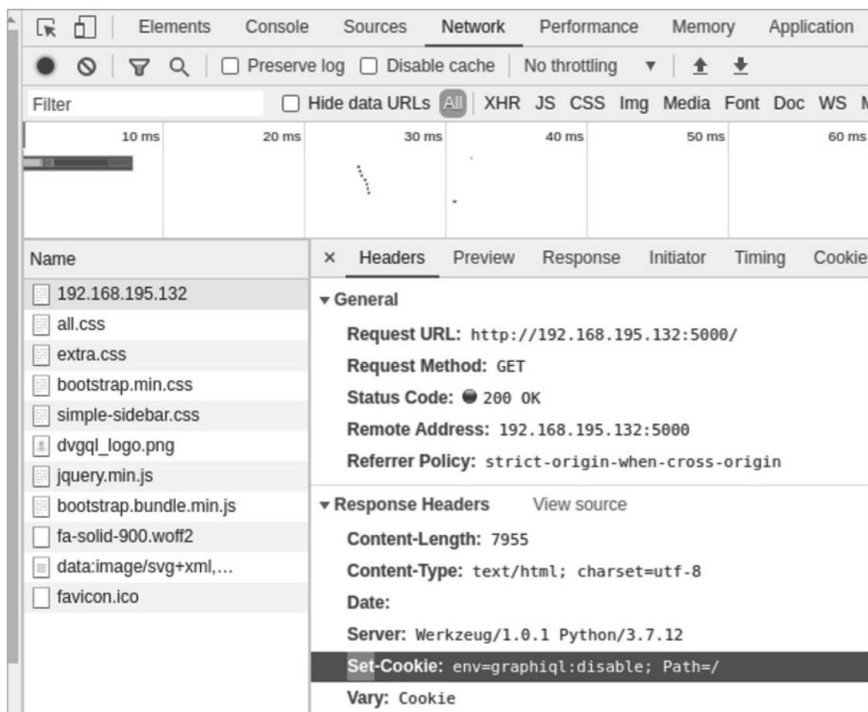 Elements Console Sources Network Performance Memory Application
Preserve log Disable cache No throttling
Filter Hide data URLs All XHR JS CSS Img Media Font Doc WS
10 ms 20 ms 30 ms 40 ms 50 ms 60 ms
Name
192.168.195.132
all.css
extra.css
bootstrap.min.css
simple-sidebar.css
dvgql_logo.png
jquery.min.js
bootstrap.bundle.min.js
fa-solid-900.woff2
data:image/svg+xml,…
favicon.ico
× Headers Preview Response Initiator Timing Cookie
General
Request URL: http://192.168.195.132:5000/
Request Method: GET
Status Code: 200 OK
Remote Address: 192.168.195.132:5000
Referrer Policy: strict-origin-when-cross-origin
Response Headers View source
Content-Length: 7955
Content-Type: text/html; charset=utf-8
Date:
Server: Werkzeug/1.0.1 Python/3.7.12
Set-Cookie: env=graphiql:disable; Path=/
Vary: Cookie